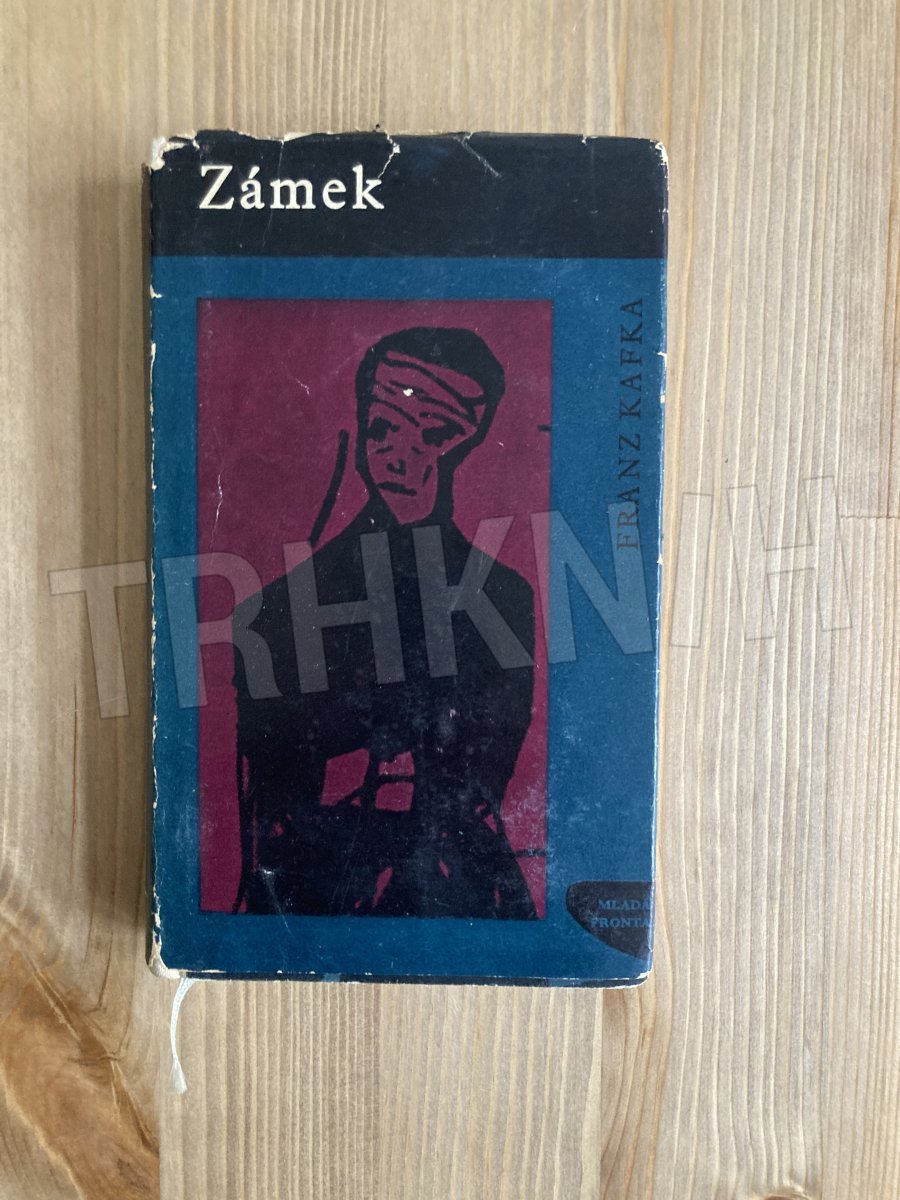 Zámek
FRANZ KAFKA
TRHKNIH
MLADÁ
FRONTA